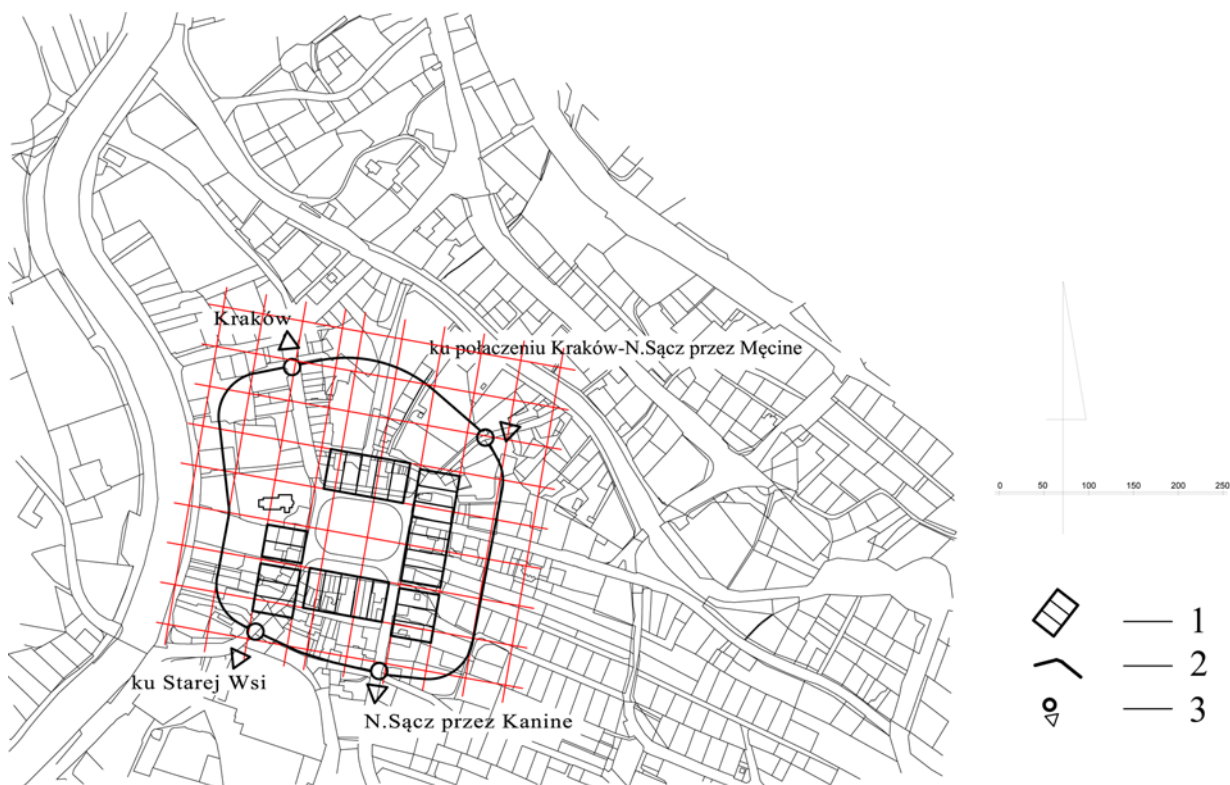 Kraków
ku połączeniu Kraków-N.Sącz przez Męcine
0 50 100 150 200 250
1
2
3
ku Starej Wsi
N.Sącz przez Kanine